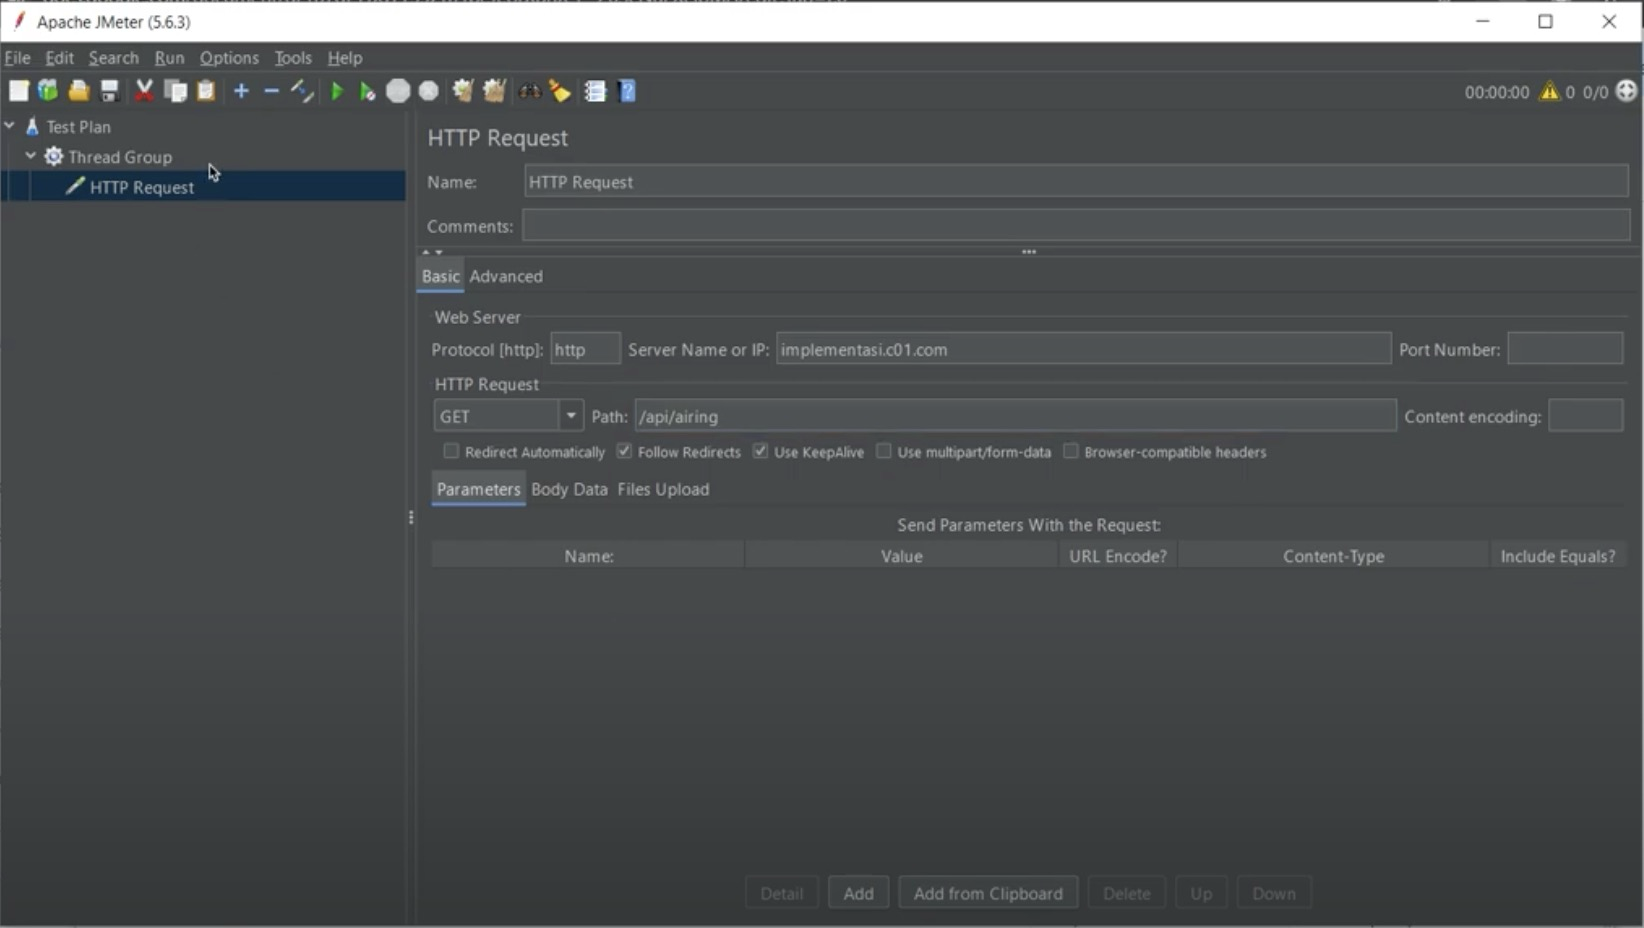 Apache JMeter (5.6.3)
File Edit Search Run Options Tools Help
00:00:00 0 0/0
Test Plan
Thread Group
HTTP Request
HTTP Request
Name: HTTP Request
Comments:
Basic Advanced
Web Server
Protocol [http]: http Server Name or IP: implementasi.c01.com Port Number:
HTTP Request
GET Path: /api/airing Content encoding:
Redirect Automatically Follow Redirects Use KeepAlive Use multipart/form-data Browser-compatible headers
Parameters Body Data Files Upload
Send Parameters With the Request:
Name: Value URL Encode? Content-Type Include Equals?
Detail Add Add from Clipboard Delete Up Down